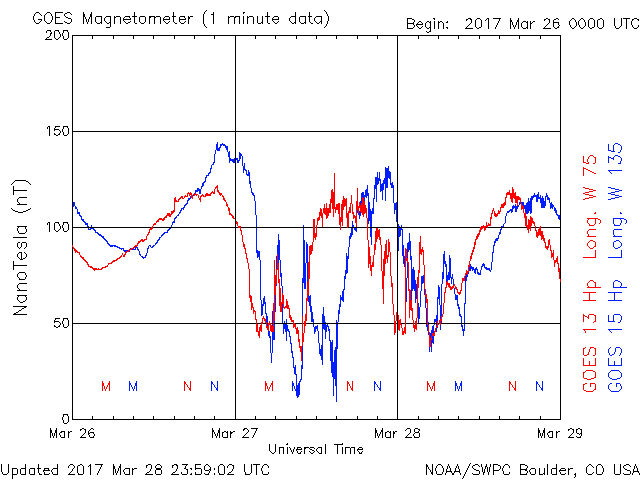 GOES Magnetometer (1 minute data)
Begin: 2017 Mar 26 0000 UTC
200
150
100
50
0
NanoTesla (nT)
M M N N M M N N M M N N
Mar 26 Mar 27 Mar 28 Mar 29
Universal Time
GOES 13 Hp Long. W 75
GOES 15 Hp Long. W 135
Updated 2017 Mar 28 23:59:02 UTC
NOAA/SWPC Boulder, CO USA